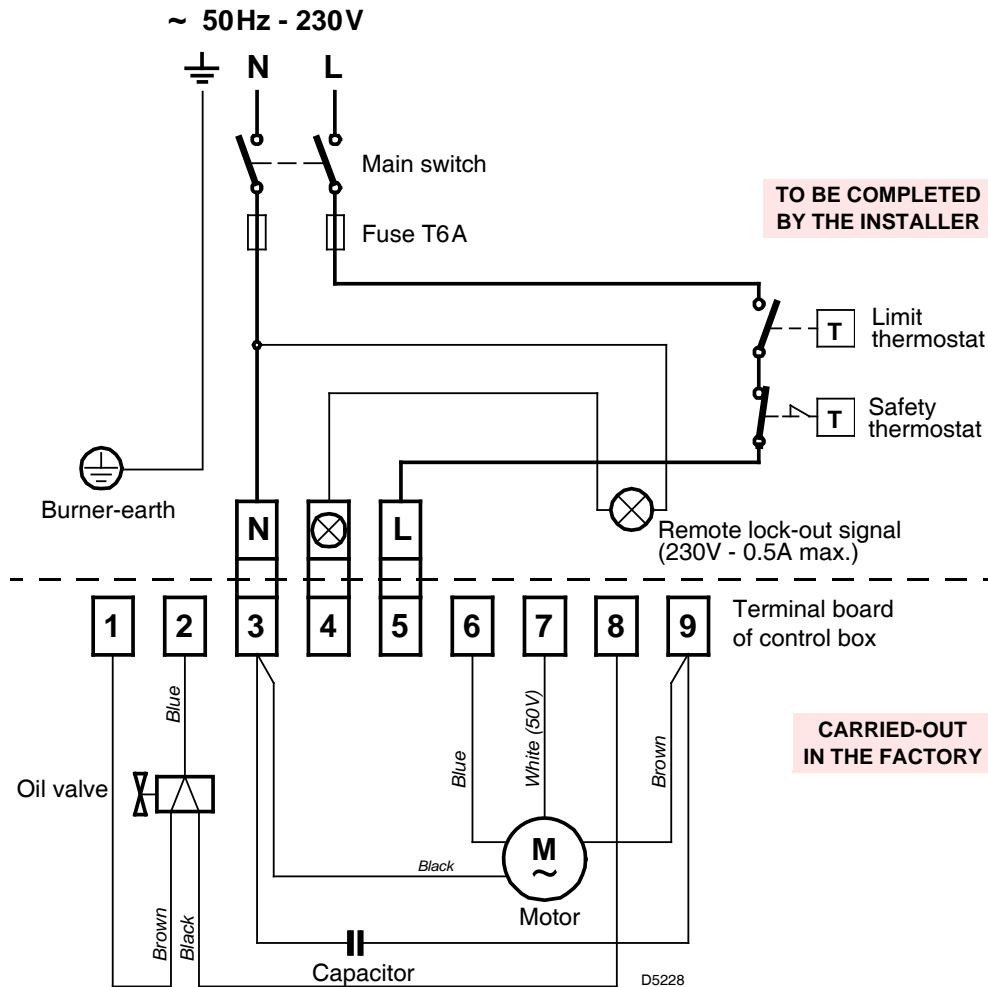 ~ 50Hz - 230V
N L
Main switch
TO BE COMPLETED
BY THE INSTALLER
Fuse T6A
T
Limit
thermostat
T
Safety
thermostat
Burner-earth
N L
Remote lock-out signal
(230V - 0.5A max.)
1 2 3 4 5 6 7 8 9
Terminal board
of control box
Blue
Blue
White (50V)
Brown
CARRIED-OUT
IN THE FACTORY
Oil valve
M
~
Black
Motor
Brown
Black
Capacitor
D5228